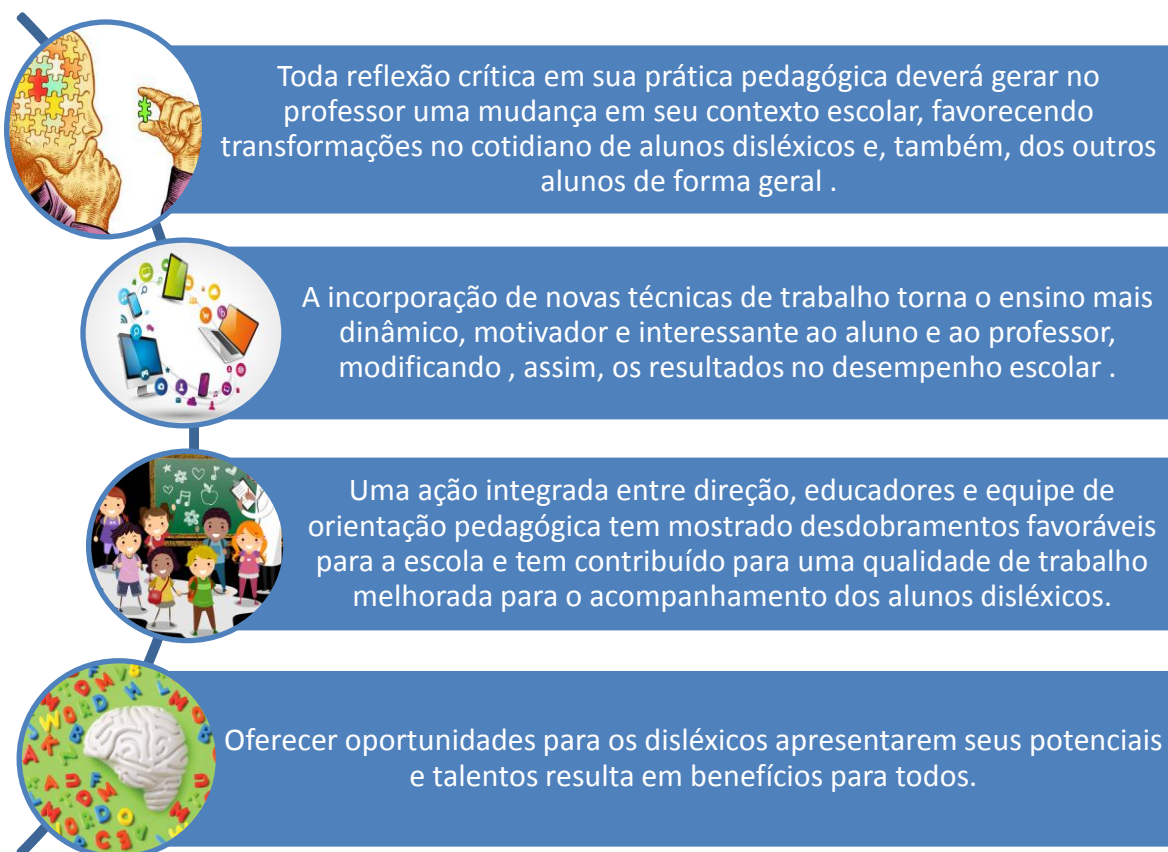 Toda reflexão crítica em sua prática pedagógica deverá gerar no
professor uma mudança em seu contexto escolar, favorecendo
transformações no cotidiano de alunos disléxicos e, também, dos outros
alunos de forma geral .
A incorporação de novas técnicas de trabalho torna o ensino mais
dinâmico, motivador e interessante ao aluno e ao professor,
modificando , assim, os resultados no desempenho escolar .
Uma ação integrada entre direção, educadores e equipe de
orientação pedagógica tem mostrado desdobramentos favoráveis
para a escola e tem contribuído para uma qualidade de trabalho
melhorada para o acompanhamento dos alunos disléxicos.
Oferecer oportunidades para os disléxicos apresentarem seus potenciais
e talentos resulta em benefícios para todos.